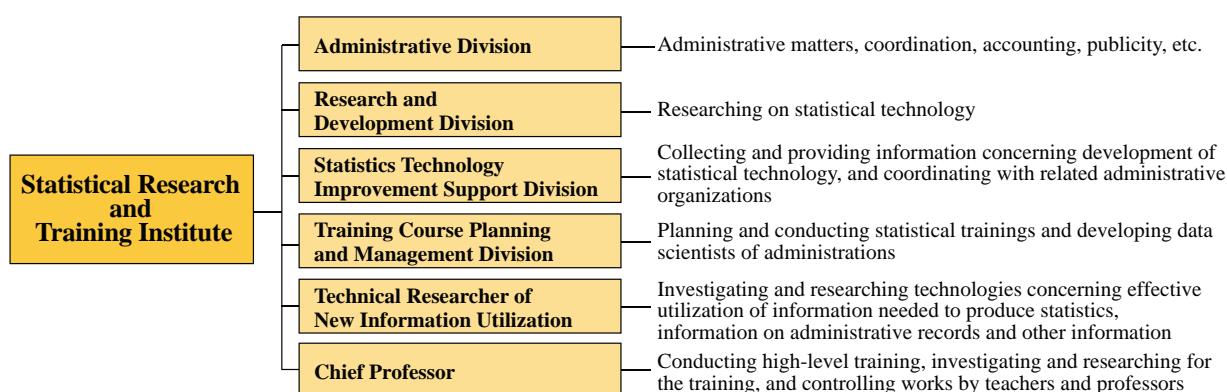 Statistical Research
and
Training Institute
Administrative Division
Administrative matters, coordination, accounting, publicity, etc.
Research and
Development Division
Researching on statistical technology
Statistics Technology
Improvement Support Division
Collecting and providing information concerning development of
statistical technology, and coordinating with related administrative
organizations
Training Course Planning
and Management Division
Planning and conducting statistical trainings and developing data
scientists of administrations
Technical Researcher of
New Information Utilization
Investigating and researching technologies concerning effective
utilization of information needed to produce statistics,
information on administrative records and other information
Chief Professor
Conducting high-level training, investigating and researching for
the training, and controlling works by teachers and professors